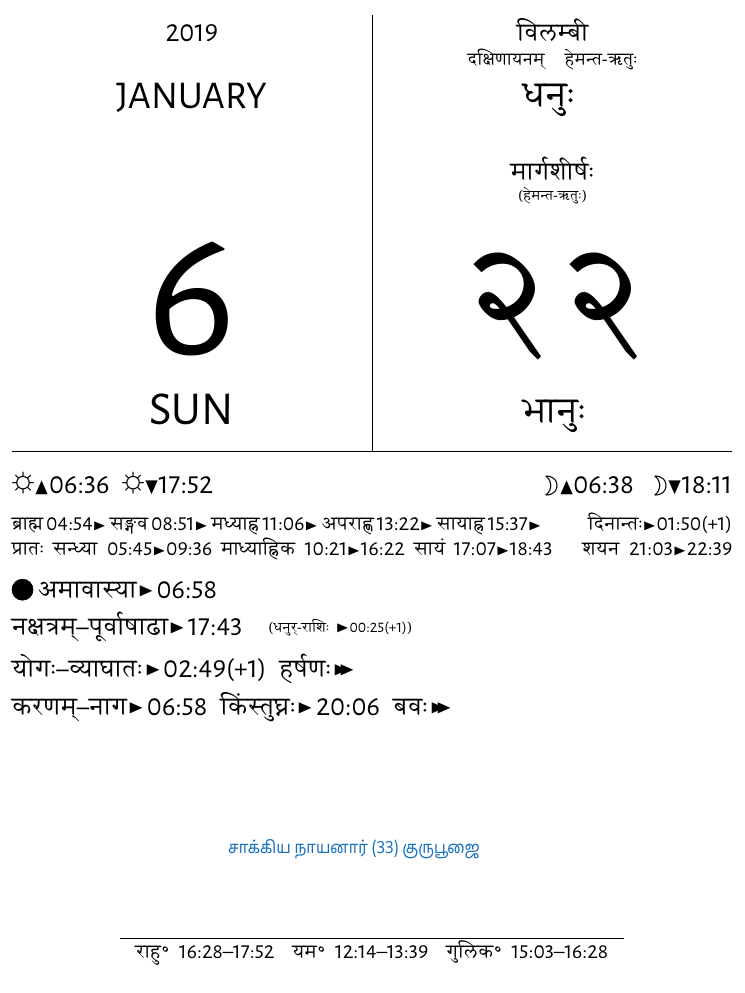 2019
JANUARY
6
SUN
विलम्बी
दक्षिणायनम् हेमन्त-ऋतुः
धनुः
मार्गशीर्षः
(हेमन्त-ऋतुः)
२२
भानुः
☼▲06:36 ☼▼17:52 ☽▲06:38 ☽▼18:11
ब्राह्म 04:54► सङ्गव 08:51► मध्याह्न 11:06► अपराह्ण 13:22► सायाह्न 15:37► दिनान्तः►01:50(+1)
प्रातः सन्ध्या 05:45►09:36 माध्याह्निक 10:21►16:22 सायं 17:07►18:43 शयन 21:03►22:39
●अमावास्या►06:58
नक्षत्रम्–पूर्वाषाढा►17:43 (धनुर्-राशिः ►00:25(+1))
योगः–व्याघातः►02:49(+1) हर्षणः►►
करणम्–नाग►06:58 किंस्तुघ्नः►20:06 बवः►►
சாக்கிய நாயனார் (33) குருபூஜை
राहु° 16:28–17:52 यम° 12:14–13:39 गुलिक° 15:03–16:28